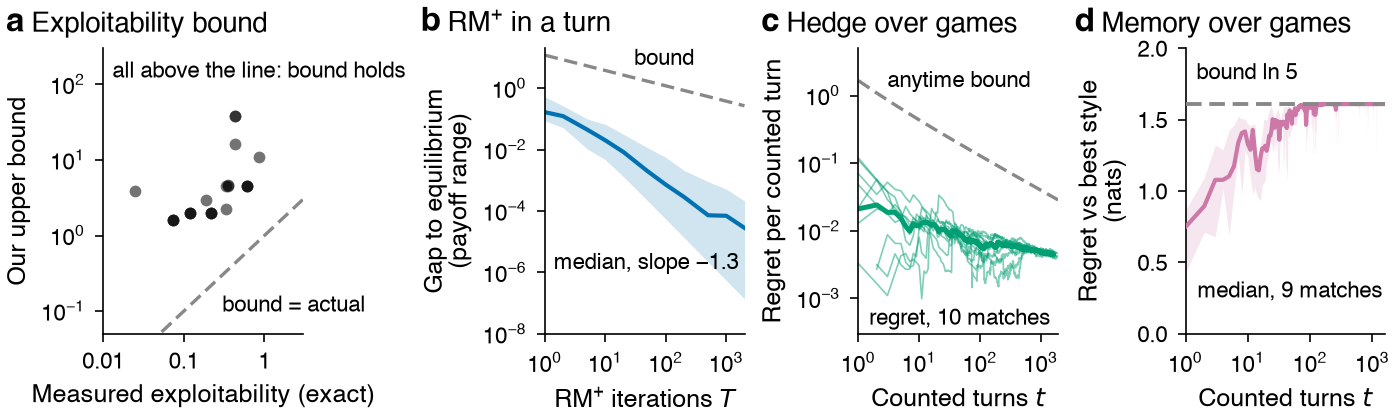 a Exploitability bound
Our upper bound
10²
10¹
10⁰
10⁻¹
all above the line: bound holds
bound = actual
0.01
0.1
1
Measured exploitability (exact)
b RM⁺ in a turn
Gap to equilibrium
(payoff range)
10⁰
10⁻²
10⁻⁴
10⁻⁶
10⁻⁸
bound
median, slope −1.3
10⁰
10¹
10²
10³
RM⁺ iterations T
c Hedge over games
Regret per counted turn
10⁰
10⁻¹
10⁻²
10⁻³
anytime bound
regret, 10 matches
10⁰
10¹
10²
10³
Counted turns t
d Memory over games
Regret vs best style
(nats)
2.0
1.5
1.0
0.5
0.0
bound ln 5
median, 9 matches
10⁰
10¹
10²
10³
Counted turns t